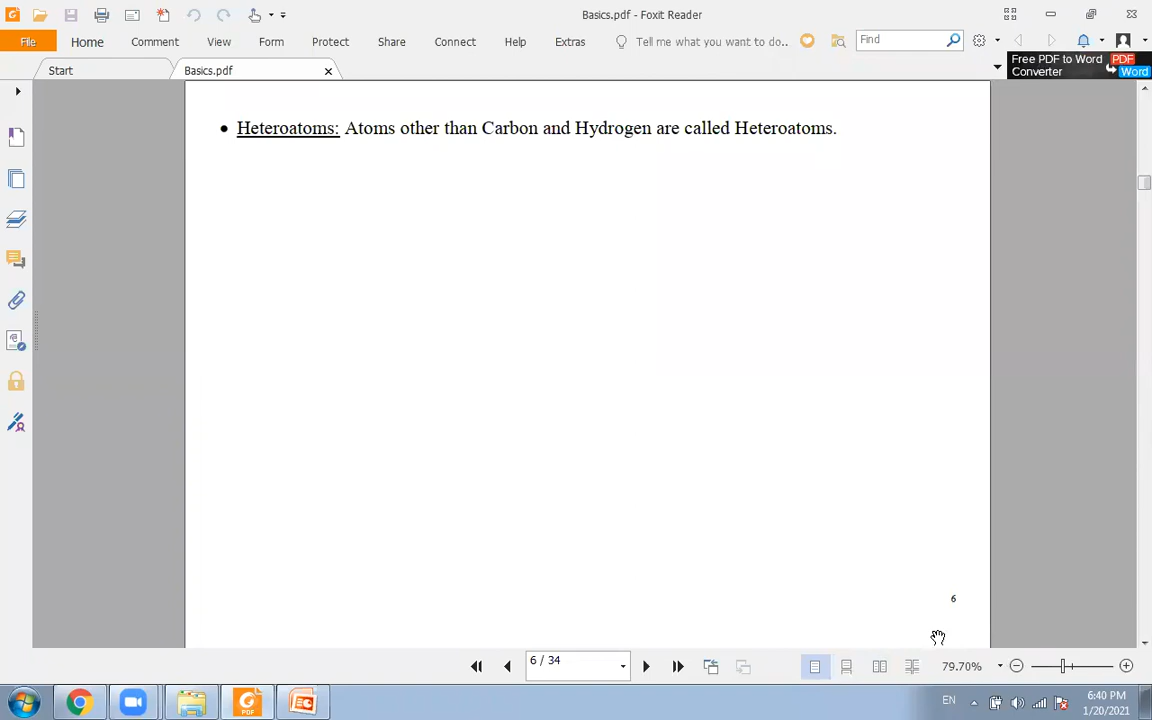 Basics.pdf - Foxit Reader
File Home Comment View Form Protect Share Connect Help Extras Tell me what you want to do.. Find
Start Basics.pdf
Free PDF to Word PDF
Converter Word
• Heteroatoms: Atoms other than Carbon and Hydrogen are called Heteroatoms.
6
6 / 34 79.70%
PDF
EN 6:40 PM
1/20/2021